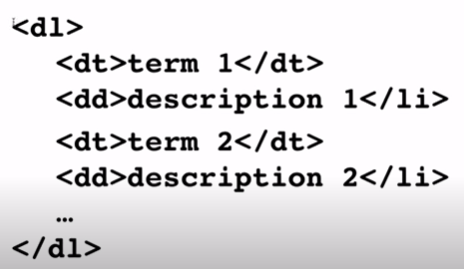 <dl>
<dt>term 1</dt>
<dd>description 1</li>
<dt>term 2</dt>
<dd>description 2</li>
…
</dl>